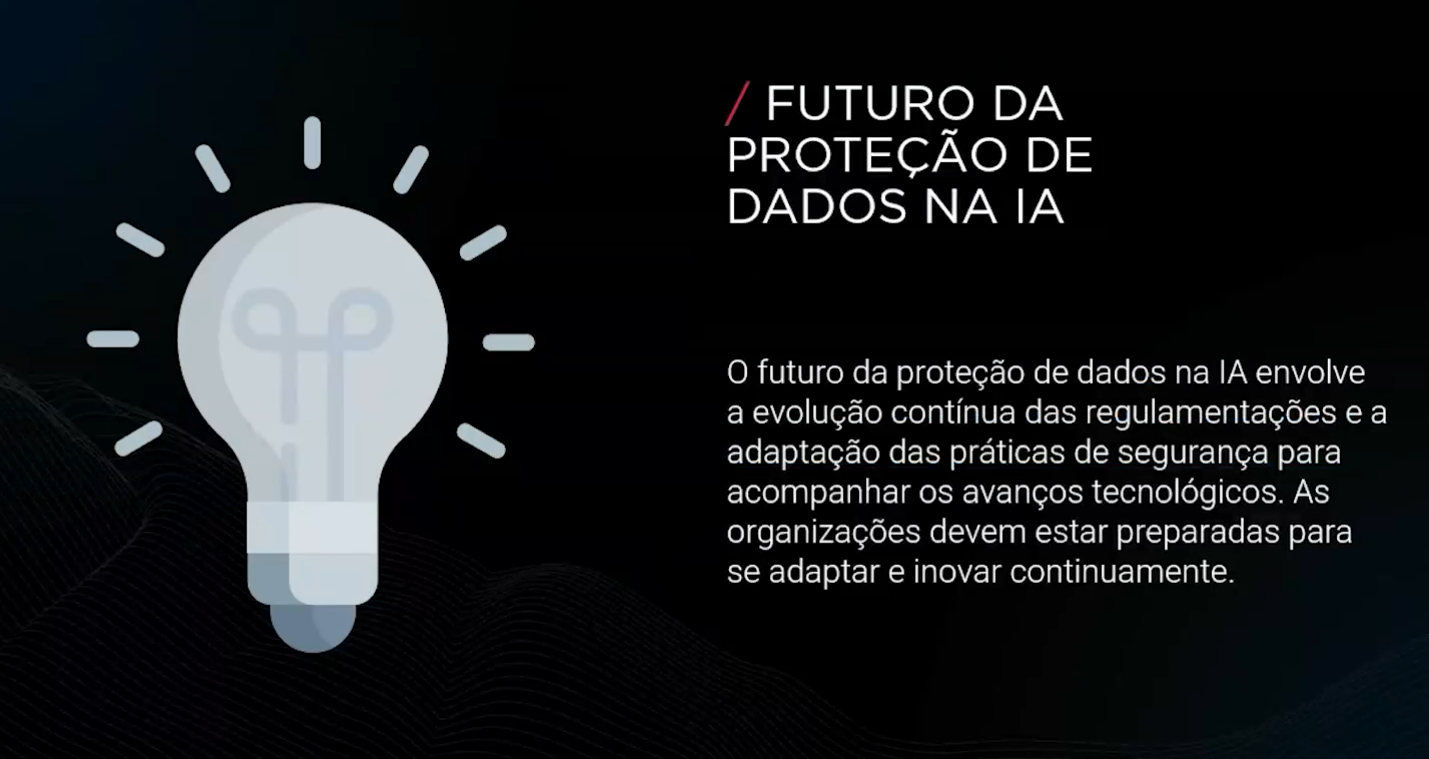 / FUTURO DA
PROTEÇÃO DE
DADOS NA IA
O futuro da proteção de dados na IA envolve
a evolução contínua das regulamentações e a
adaptação das práticas de segurança para
acompanhar os avanços tecnológicos. As
organizações devem estar preparadas para
se adaptar e inovar continuamente.